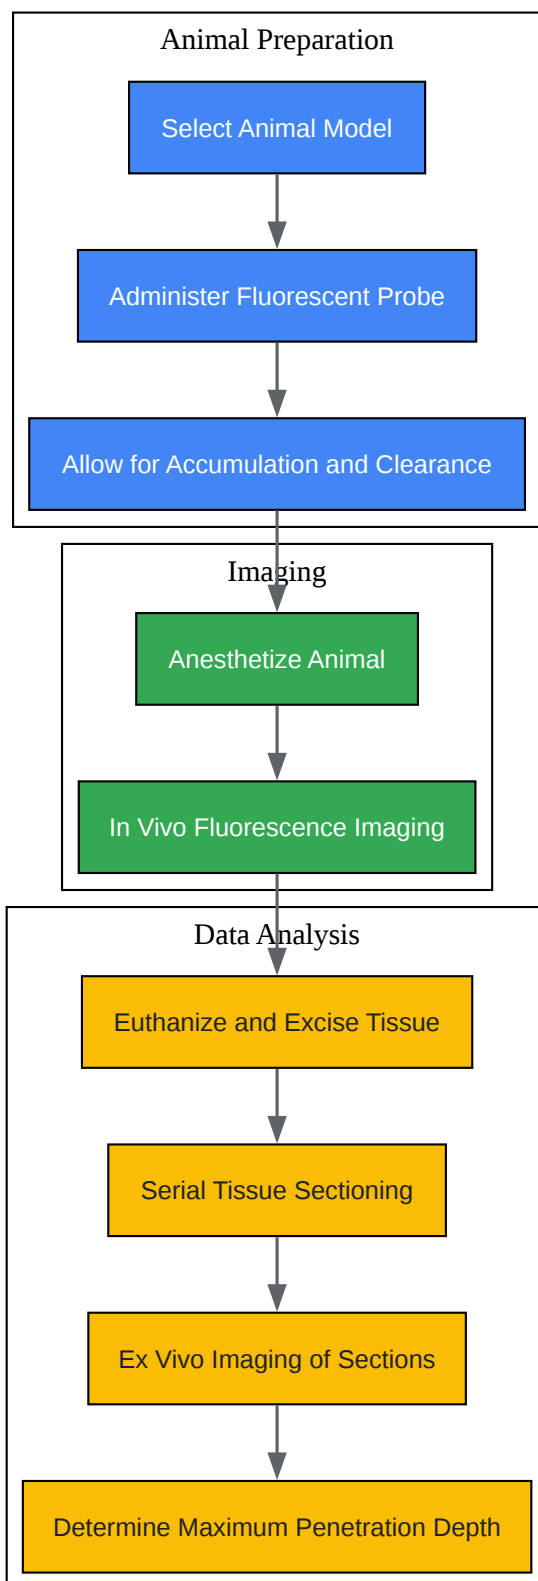 Animal Preparation
Select Animal Model
Administer Fluorescent Probe
Allow for Accumulation and Clearance
Imaging
Anesthetize Animal
In Vivo Fluorescence Imaging
Data Analysis
Euthanize and Excise Tissue
Serial Tissue Sectioning
Ex Vivo Imaging of Sections
Determine Maximum Penetration Depth